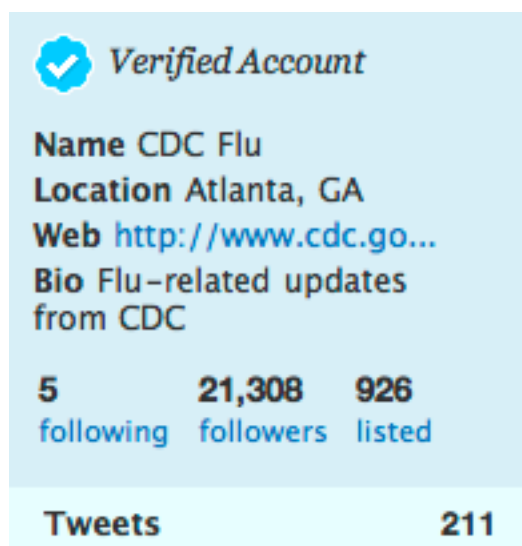 Verified Account
Name CDC Flu
Location Atlanta, GA
Web http://www.cdc.go...
Bio Flu-related updates
from CDC
5 21,308 926
following followers listed
Tweets 211